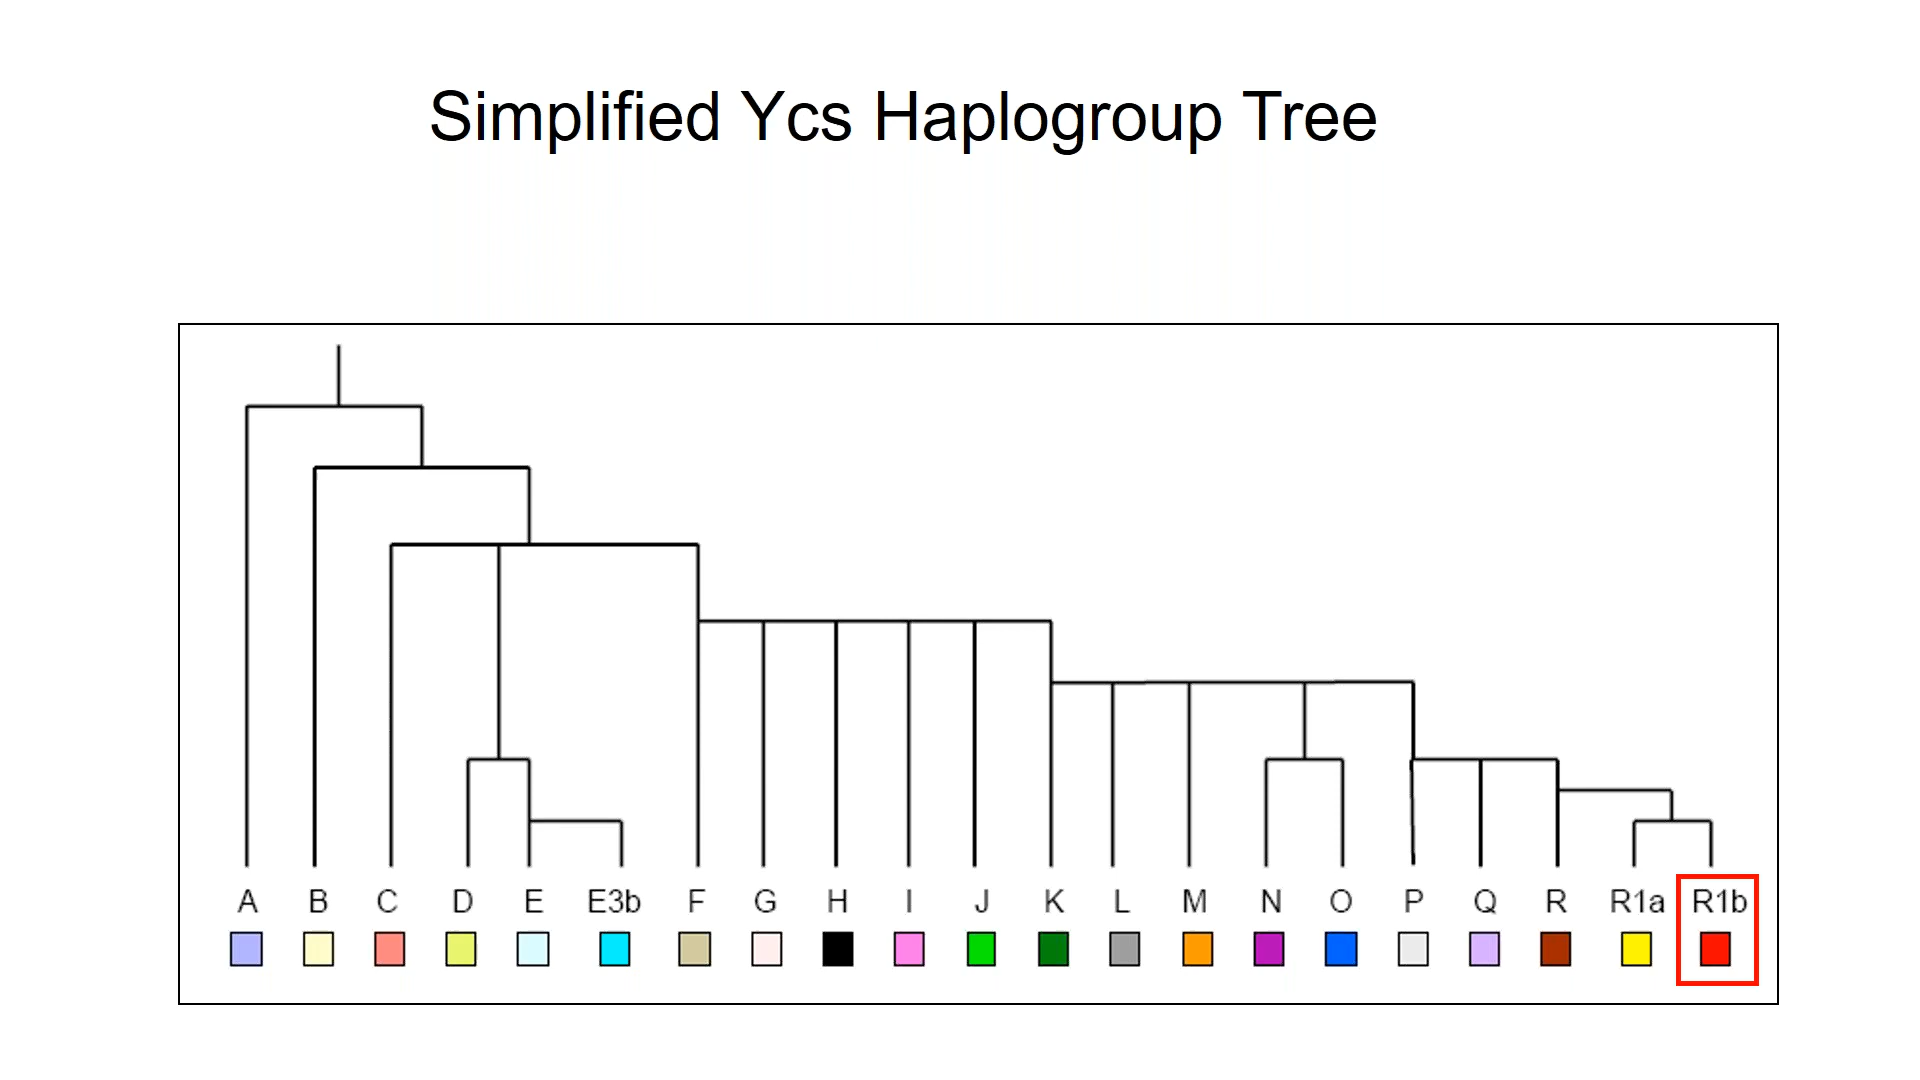 Simplified Ycs Haplogroup Tree
A B C D E E3b F G H I J K L M N O P Q R R1a R1b